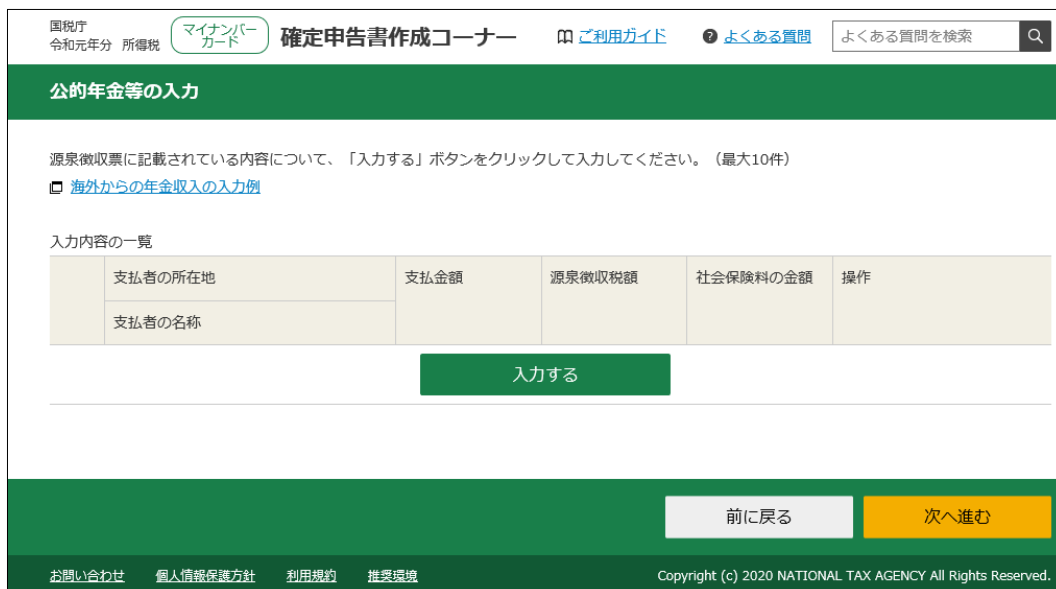 国税庁
令和元年分 所得税
マイナンバー
カード
確定申告書作成コーナー
ご利用ガイド
? よくある質問
よくある質問を検索
公的年金等の入力
源泉徴収票に記載されている内容について、「入力する」ボタンをクリックして入力してください。（最大10件）
海外からの年金収入の入力例
入力内容の一覧
支払者の所在地 支払金額 源泉徴収税額 社会保険料の金額 操作
支払者の名称
入力する
前に戻る 次へ進む
お問い合わせ 個人情報保護方針 利用規約 推奨環境 Copyright (c) 2020 NATIONAL TAX AGENCY All Rights Reserved.